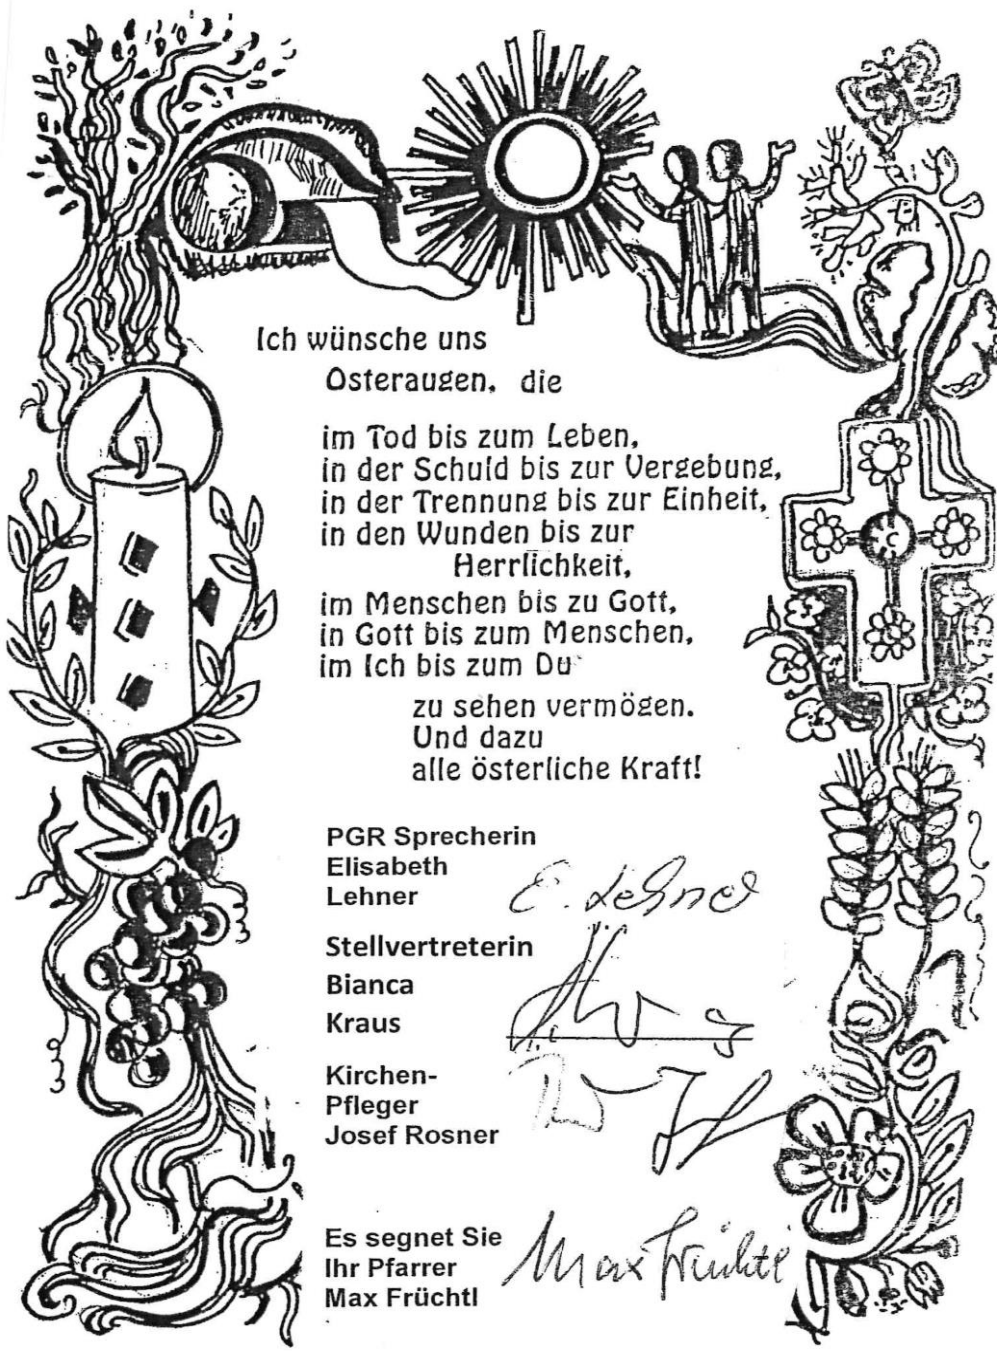 Ich wünsche uns
Osteraugen, die
im Tod bis zum Leben,
in der Schuld bis zur Vergebung,
in der Trennung bis zur Einheit,
in den Wunden bis zur
Herrlichkeit,
im Menschen bis zu Gott,
in Gott bis zum Menschen,
im Ich bis zum Du
zu sehen vermögen.
Und dazu
alle österliche Kraft!
PGR Sprecherin
Elisabeth
Lehner
E. Lehner
Stellvertreterin
Bianca
Kraus
Kirchen-
Pfleger
Josef Rosner
Es segnet Sie
Ihr Pfarrer
Max Früchtl
Max Früchtl